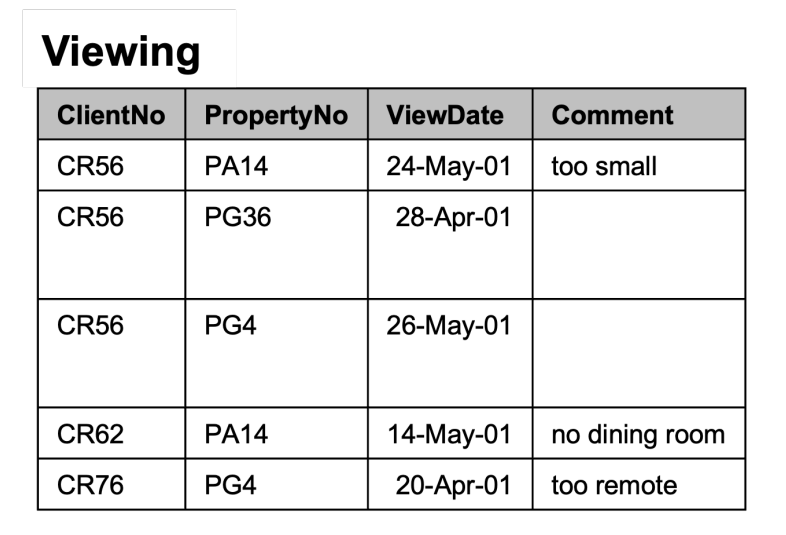 Viewing
ClientNo PropertyNo ViewDate Comment
CR56 PA14 24-May-01 too small
CR56 PG36 28-Apr-01
CR56 PG4 26-May-01
CR62 PA14 14-May-01 no dining room
CR76 PG4 20-Apr-01 too remote